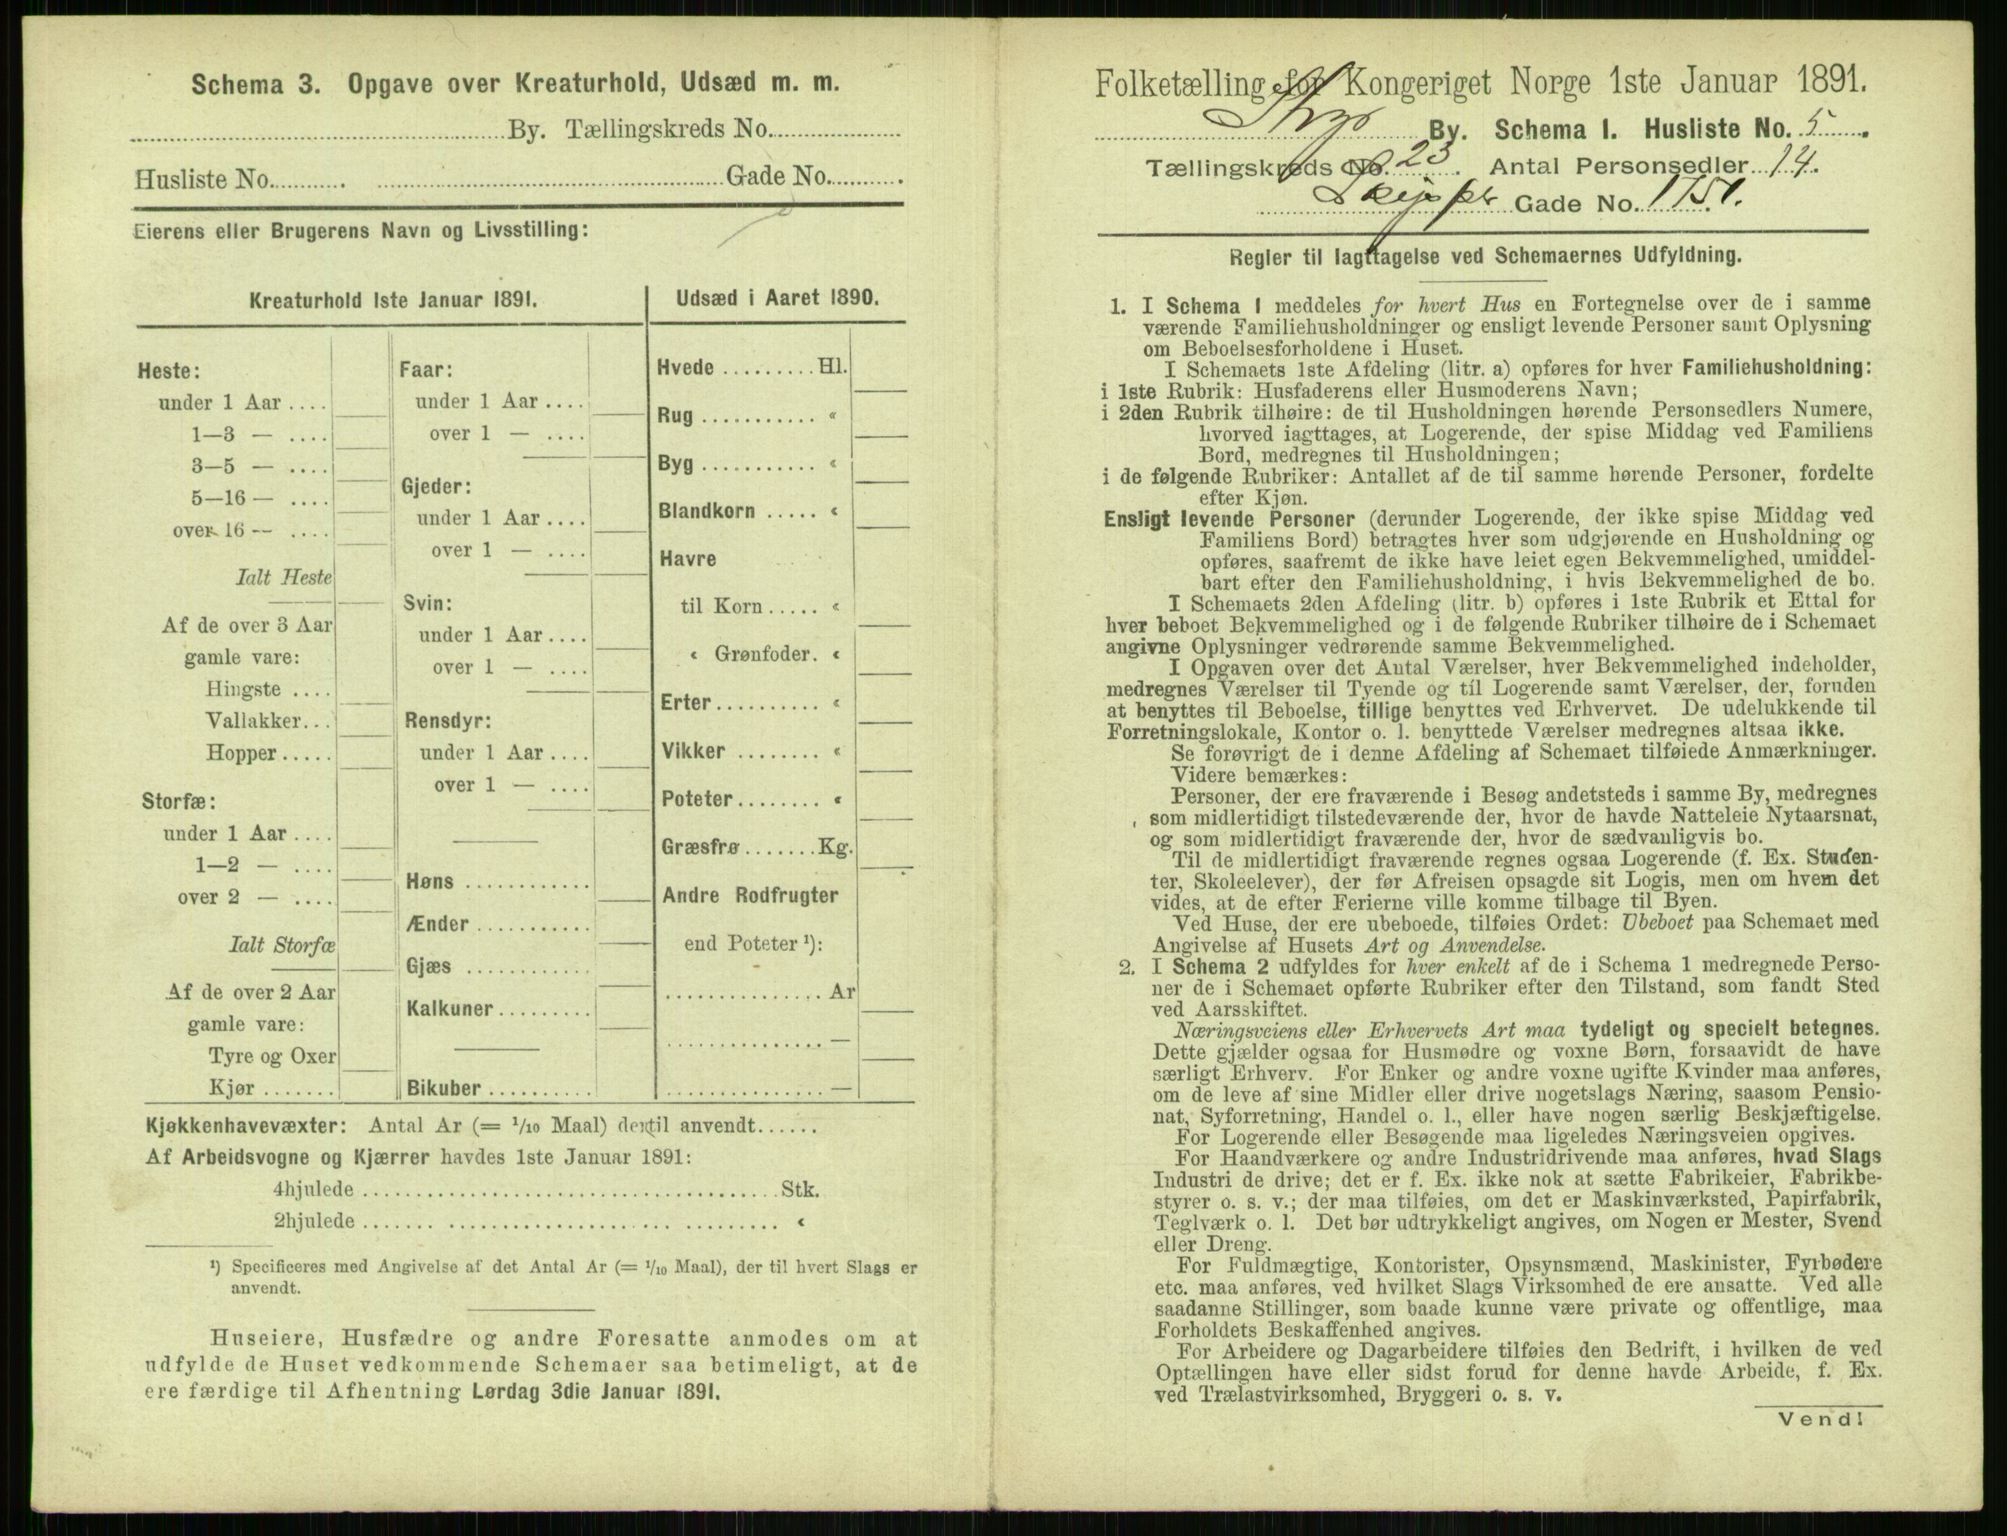 Schema 3. Opgave over Kreaturhold, Udsæd m. m.
By. Tællingskreds No.
Husliste No. Gade No.
Eierens eller Brugerens Navn og Livsstilling:
Kreaturhold 1ste Januar 1891.
Heste:
under 1 Aar
1—3 —
3—5 —
5—16 —
over 16 —
Ialt Heste
Af de over 3 Aar
gamle vare:
Hingste
Vallakker
Hopper
Storfæ:
under 1 Aar
1—2 —
over 2 —
Ialt Storfæ
Af de over 2 Aar
gamle vare:
Tyre og Oxer
Kjør
Faar:
under 1 Aar
over 1 —
Gjeder:
under 1 Aar
over 1 —
Svin:
under 1 Aar
over 1 —
Rensdyr:
under 1 Aar
over 1 —
Høns
Ænder
Gjæs
Kalkuner
Bikuber
Udsæd i Aaret 1890.
Hvede Hl.
Rug «
Byg «
Blandkorn «
Havre
til Korn «
« Grønfoder. «
Erter «
Vikker «
Poteter «
Græsfrø Kg.
Andre Rodfrugter
end Poteter ¹):
Ar
—
—
Kjøkkenhavevæxter: Antal Ar (= 1/10 Maal) dertil anvendt
Af Arbeidsvogne og Kjærrer havdes 1ste Januar 1891:
4hjulede Stk.
2hjulede «
¹) Specificeres med Angivelse af det Antal Ar (= 1/10 Maal), der til hvert Slags er
anvendt.
Huseiere, Husfædre og andre Foresatte anmodes om at
udfylde de Huset vedkommende Schemaer saa betimeligt, at de
ere færdige til Afhentning Lørdag 3die Januar 1891.
Folketælling for Kongeriget Norge 1ste Januar 1891.
By. Schema I. Husliste No. 5.
Tællingskreds No. 23. Antal Personsedler 14.
Gade No. 1751.
Regler til Iagttagelse ved Schemaernes Udfyldning.
1. I Schema 1 meddeles for hvert Hus en Fortegnelse over de i samme
værende Familiehusholdninger og ensligt levende Personer samt Oplysning
om Beboelsesforholdene i Huset.
I Schemaets 1ste Afdeling (litr. a) opføres for hver Familiehusholdning:
i 1ste Rubrik: Husfaderens eller Husmoderens Navn;
i 2den Rubrik tilhøire: de til Husholdningen hørende Personsedlers Numere,
hvorved iagttages, at Logerende, der spise Middag ved Familiens
Bord, medregnes til Husholdningen;
i de følgende Rubriker: Antallet af de til samme hørende Personer, fordelte
efter Kjøn.
Ensligt levende Personer (derunder Logerende, der ikke spise Middag ved
Familiens Bord) betragtes hver som udgjørende en Husholdning og
opføres, saafremt de ikke have leiet egen Bekvemmelighed, umiddel-
bart efter den Familiehusholdning, i hvis Bekvemmelighed de bo.
I Schemaets 2den Afdeling (litr. b) opføres i 1ste Rubrik et Ettal for
hver beboet Bekvemmelighed og i de følgende Rubriker tilhøire de i Schemaet
angivne Oplysninger vedrørende samme Bekvemmelighed.
I Opgaven over det Antal Værelser, hver Bekvemmelighed indeholder,
medregnes Værelser til Tyende og til Logerende samt Værelser, der, foruden
at benyttes til Beboelse, tillige benyttes ved Erhvervet. De udelukkende til
Forretningslokale, Kontor o. l. benyttede Værelser medregnes altsaa ikke.
Se forøvrigt de i denne Afdeling af Schemaet tilføiede Anmærkninger.
Videre bemærkes:
Personer, der ere fraværende i Besøg andetsteds i samme By, medregnes
som midlertidigt tilstedeværende der, hvor de havde Natteleie Nytaarsnat,
og som midlertidigt fraværende der, hvor de sædvanligvis bo.
Til de midlertidigt fraværende regnes ogsaa Logerende (f. Ex. Studen-
ter, Skoleelever), der før Afreisen opsagde sit Logis, men om hvem det
vides, at de efter Ferierne ville komme tilbage til Byen.
Ved Huse, der ere ubeboede, tilføies Ordet: Ubeboet paa Schemaet med
Angivelse af Husets Art og Anvendelse.
2. I Schema 2 udfyldes for hver enkelt af de i Schema 1 medregnede Perso-
ner de i Schemaet opførte Rubriker efter den Tilstand, som fandt Sted
ved Aarsskiftet.
Næringsveiens eller Erhvervets Art maa tydeligt og specielt betegnes.
Dette gjælder ogsaa for Husmødre og voxne Børn, forsaavidt de have
særligt Erhverv. For Enker og andre voxne ugifte Kvinder maa anføres,
om de leve af sine Midler eller drive nogetslags Næring, saasom Pensio-
nat, Syforretning, Handel o. l., eller have nogen særlig Beskjæftigelse.
For Logerende eller Besøgende maa ligeledes Næringsveien opgives.
For Haandværkere og andre Industridrivende maa anføres, hvad Slags
Industri de drive; det er f. Ex. ikke nok at sætte Fabrikeier, Fabrikbe-
styrer o. s. v.; der maa tilføies, om det er Maskinværksted, Papirfabrik,
Teglværk o. l. Det bør udtrykkeligt angives, om Nogen er Mester, Svend
eller Dreng.
For Fuldmægtige, Kontorister, Opsynsmænd, Maskinister, Fyrbødere
etc. maa anføres, ved hvilket Slags Virksomhed de ere ansatte. Ved alle
saadanne Stillinger, som baade kunne være private og offentlige, maa
Forholdets Beskaffenhed angives.
For Arbeidere og Dagarbeidere tilføies den Bedrift, i hvilken de ved
Optællingen have eller sidst forud for denne havde Arbeide, f. Ex.
ved Trælastvirksomhed, Bryggeri o. s. v.
Vend!